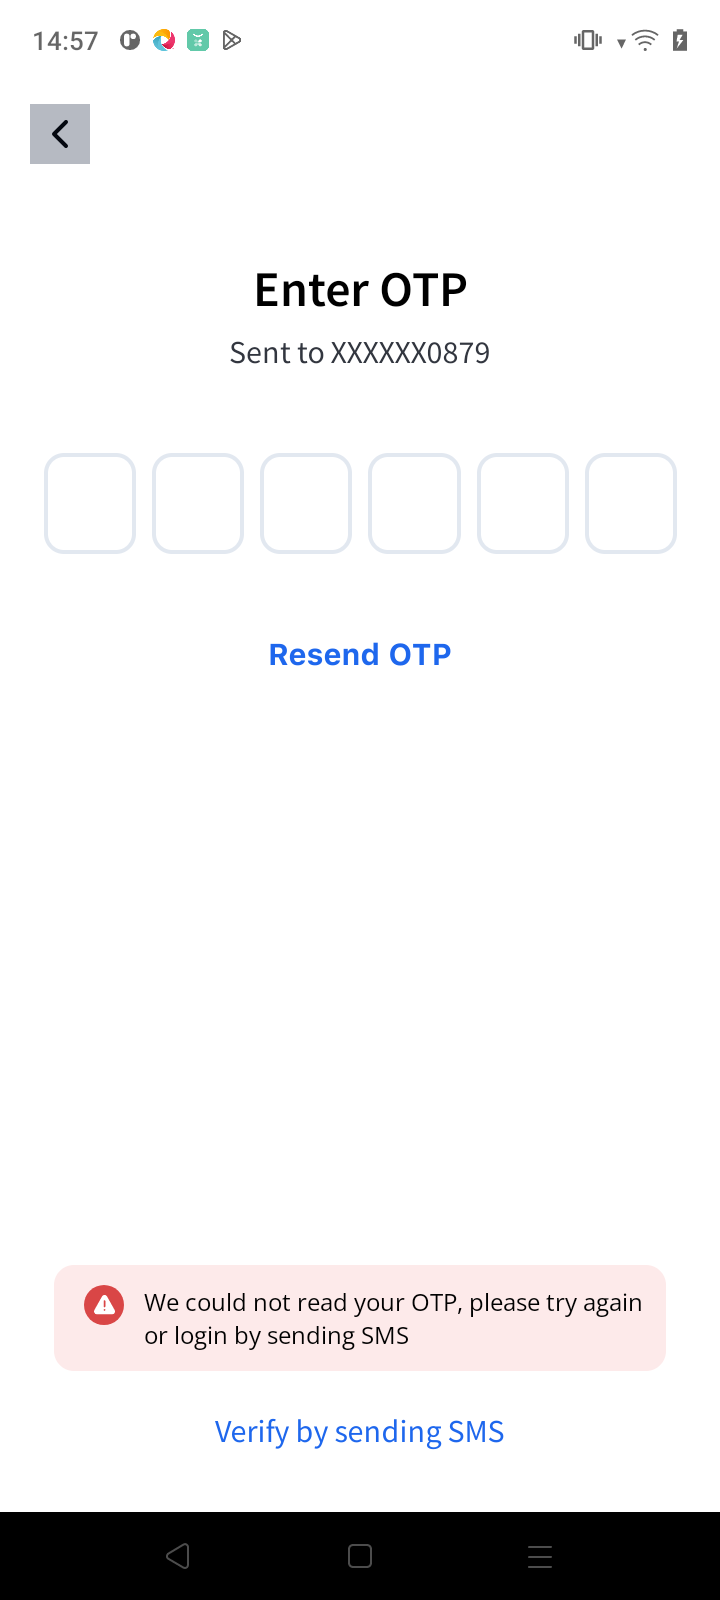 14:57
Enter OTP
Sent to XXXXXX0879
Resend OTP
We could not read your OTP, please try again
or login by sending SMS
Verify by sending SMS